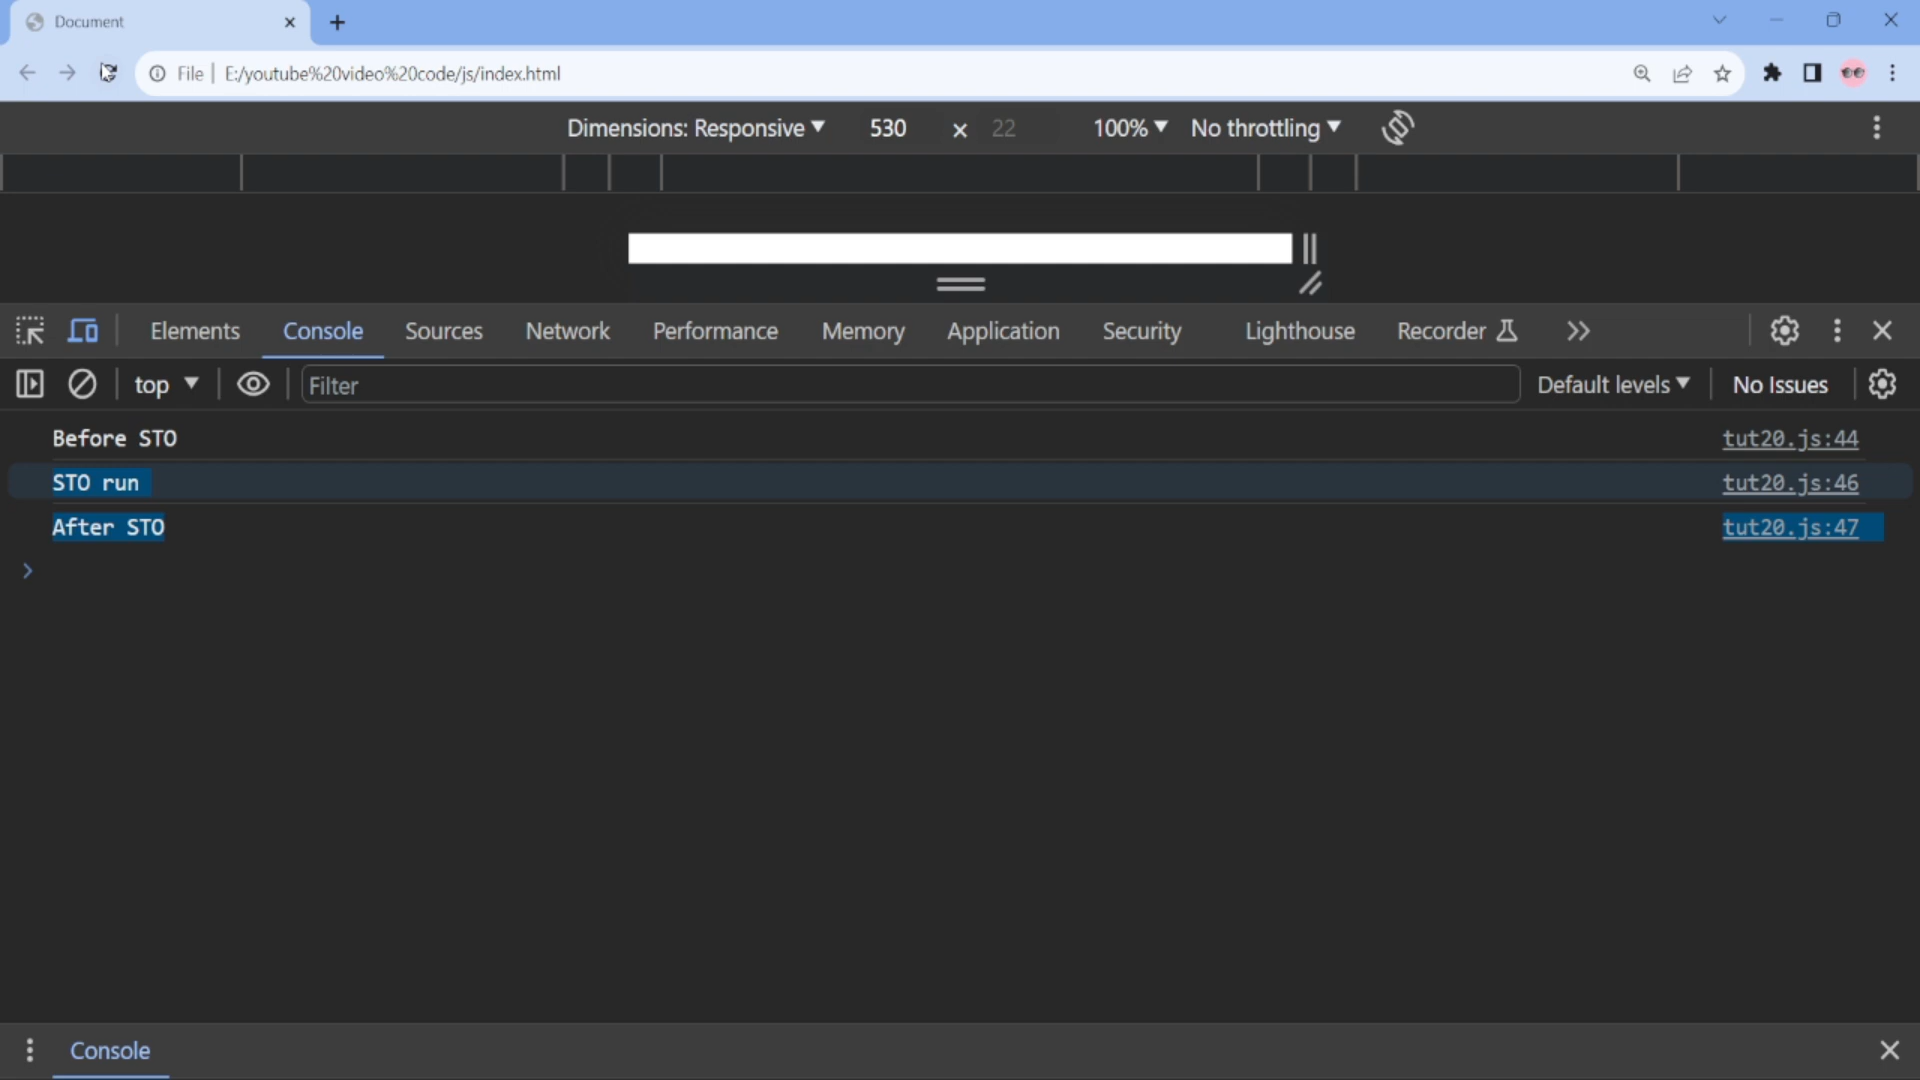 Document
File | E:/youtube%20video%20code/js/index.html
Dimensions: Responsive 530 × 22 100% No throttling
Elements Console Sources Network Performance Memory Application Security Lighthouse Recorder
top Filter Default levels No Issues
Before STO tut20.js:44
STO run tut20.js:46
After STO tut20.js:47
Console